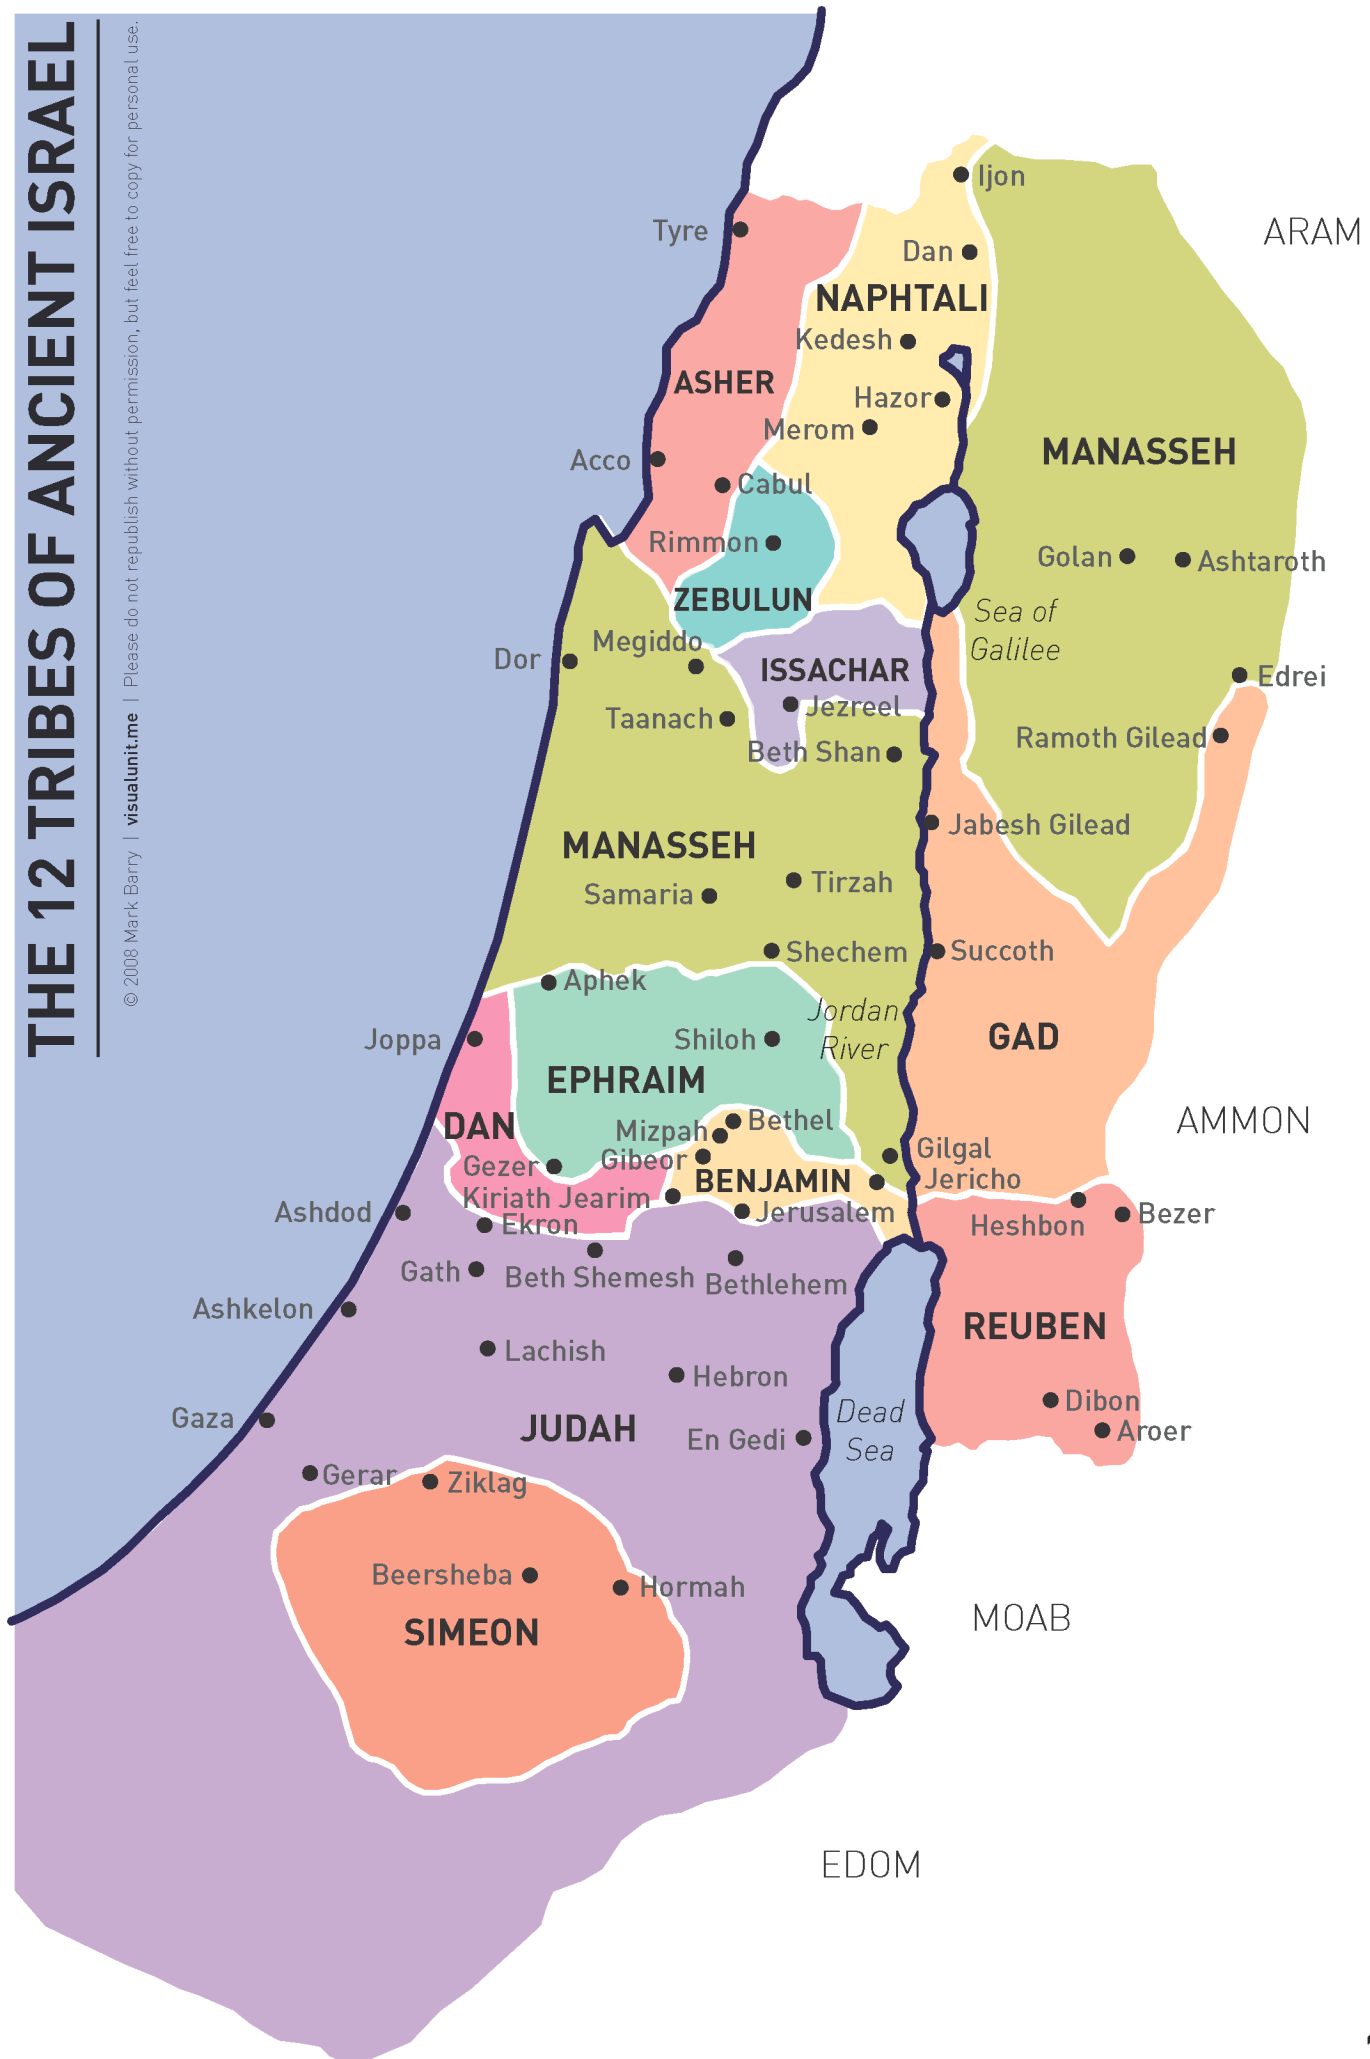 THE 12 TRIBES OF ANCIENT ISRAEL
© 2008 Mark Barry | visualunit.me | Please do not republish without permission, but feel free to copy for personal use.
Ijon
Tyre
ARAM
Dan
NAPHTALI
Kedesh
ASHER
Hazor
Merom
MANASSEH
Acco
Cabul
Rimmon
Golan
Ashtaroth
ZEBULUN
Sea of
Galilee
Megiddo
Dor
ISSACHAR
Edrei
Jezreel
Taanach
Ramoth Gilead
Beth Shan
Jabesh Gilead
MANASSEH
Tirzah
Samaria
Shechem
Succoth
Aphek
Jordan
River
Joppa
Shiloh
GAD
EPHRAIM
DAN
Bethel
AMMON
Mizpah
Gibeor
Gilgal
Gezer
BENJAMIN
Jericho
Kiriath Jearim
Ashdod
Jerusalem
Heshbon
Bezer
Ekron
Gath
Beth Shemesh
Bethlehem
Ashkelon
REUBEN
Lachish
Hebron
Gaza
JUDAH
Dead
Sea
Dibon
Aroer
En Gedi
Gerar
Ziklag
Beersheba
Hormah
SIMEON
MOAB
EDOM